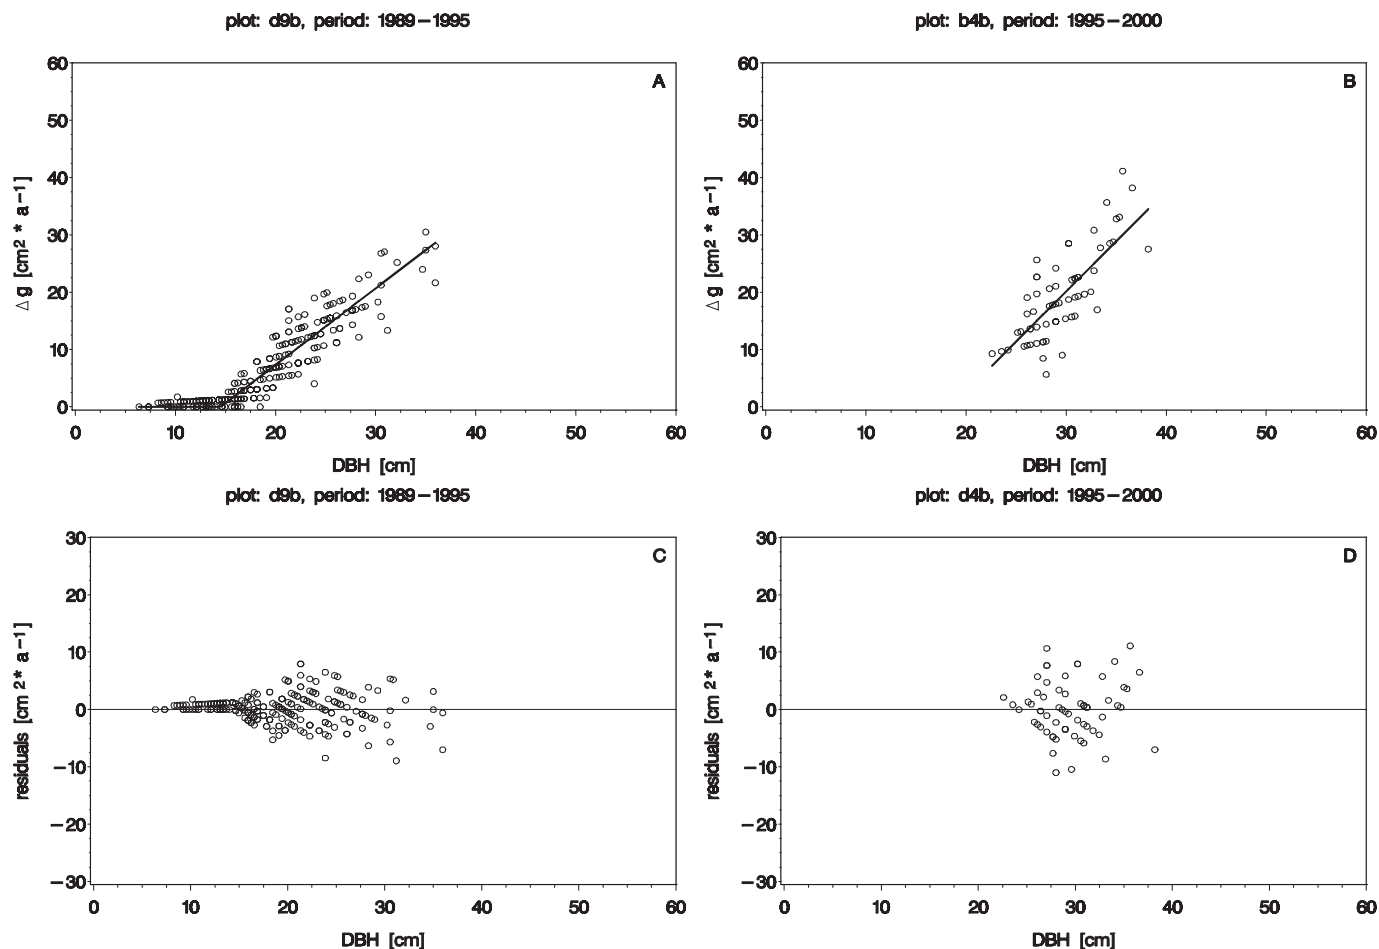 plot: d9b, period: 1989−1995
A
60
50
40
30
20
10
0
Δ g [cm² * a⁻¹]
0 10 20 30 40 50 60
DBH [cm]
plot: b4b, period: 1995−2000
B
60
50
40
30
20
10
0
Δ g [cm² * a⁻¹]
0 10 20 30 40 50 60
DBH [cm]
plot: d9b, period: 1989−1995
C
30
20
10
0
−10
−20
−30
residuals [cm ²* a⁻¹]
0 10 20 30 40 50 60
DBH [cm]
plot: d4b, period: 1995−2000
D
30
20
10
0
−10
−20
−30
residuals [cm ²* a⁻¹]
0 10 20 30 40 50 60
DBH [cm]